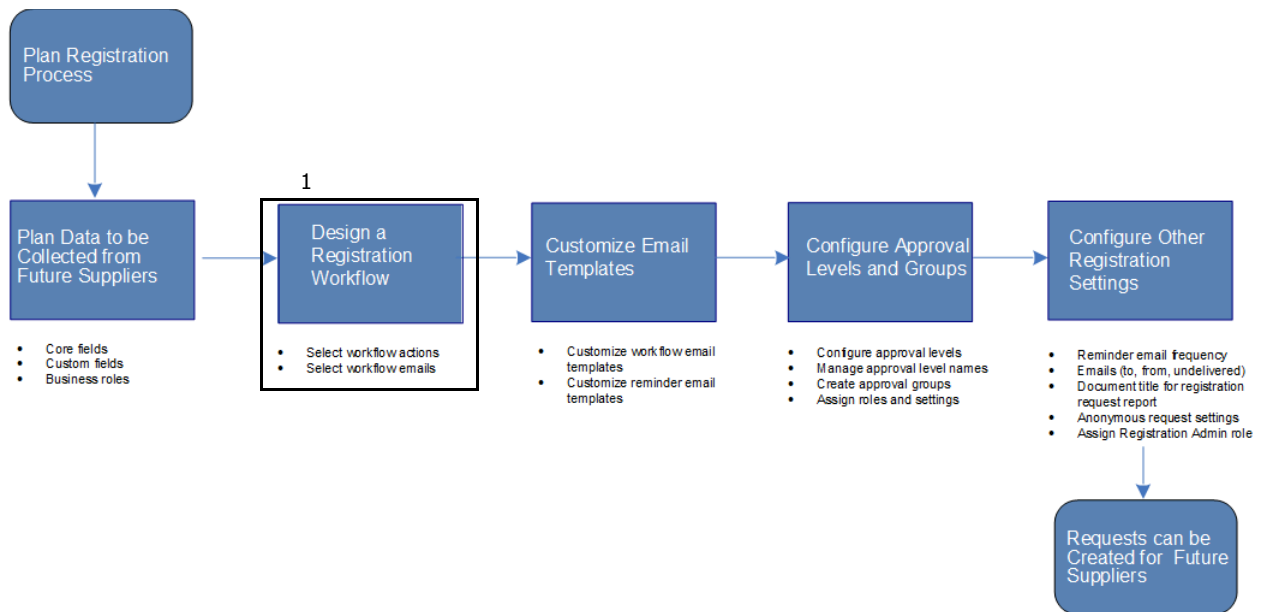 Plan Registration
Process
1
Plan Data to be
Collected from
Future Suppliers
• Core fields
• Custom fields
• Business roles
Design a
Registration
Workflow
• Select workflow actions
• Select workflow emails
Customize Email
Templates
• Customize workflow email
templates
• Customize reminder email
templates
Configure Approval
Levels and Groups
• Configure approval levels
• Manage approval level names
• Create approval groups
• Assign roles and settings
Configure Other
Registration
Settings
• Reminder email frequency
• Emails (to, from, undelivered)
• Document title for registration
request report
• Anonymous request settings
• Assign Registration Admin role
Requests can be
Created for Future
Suppliers